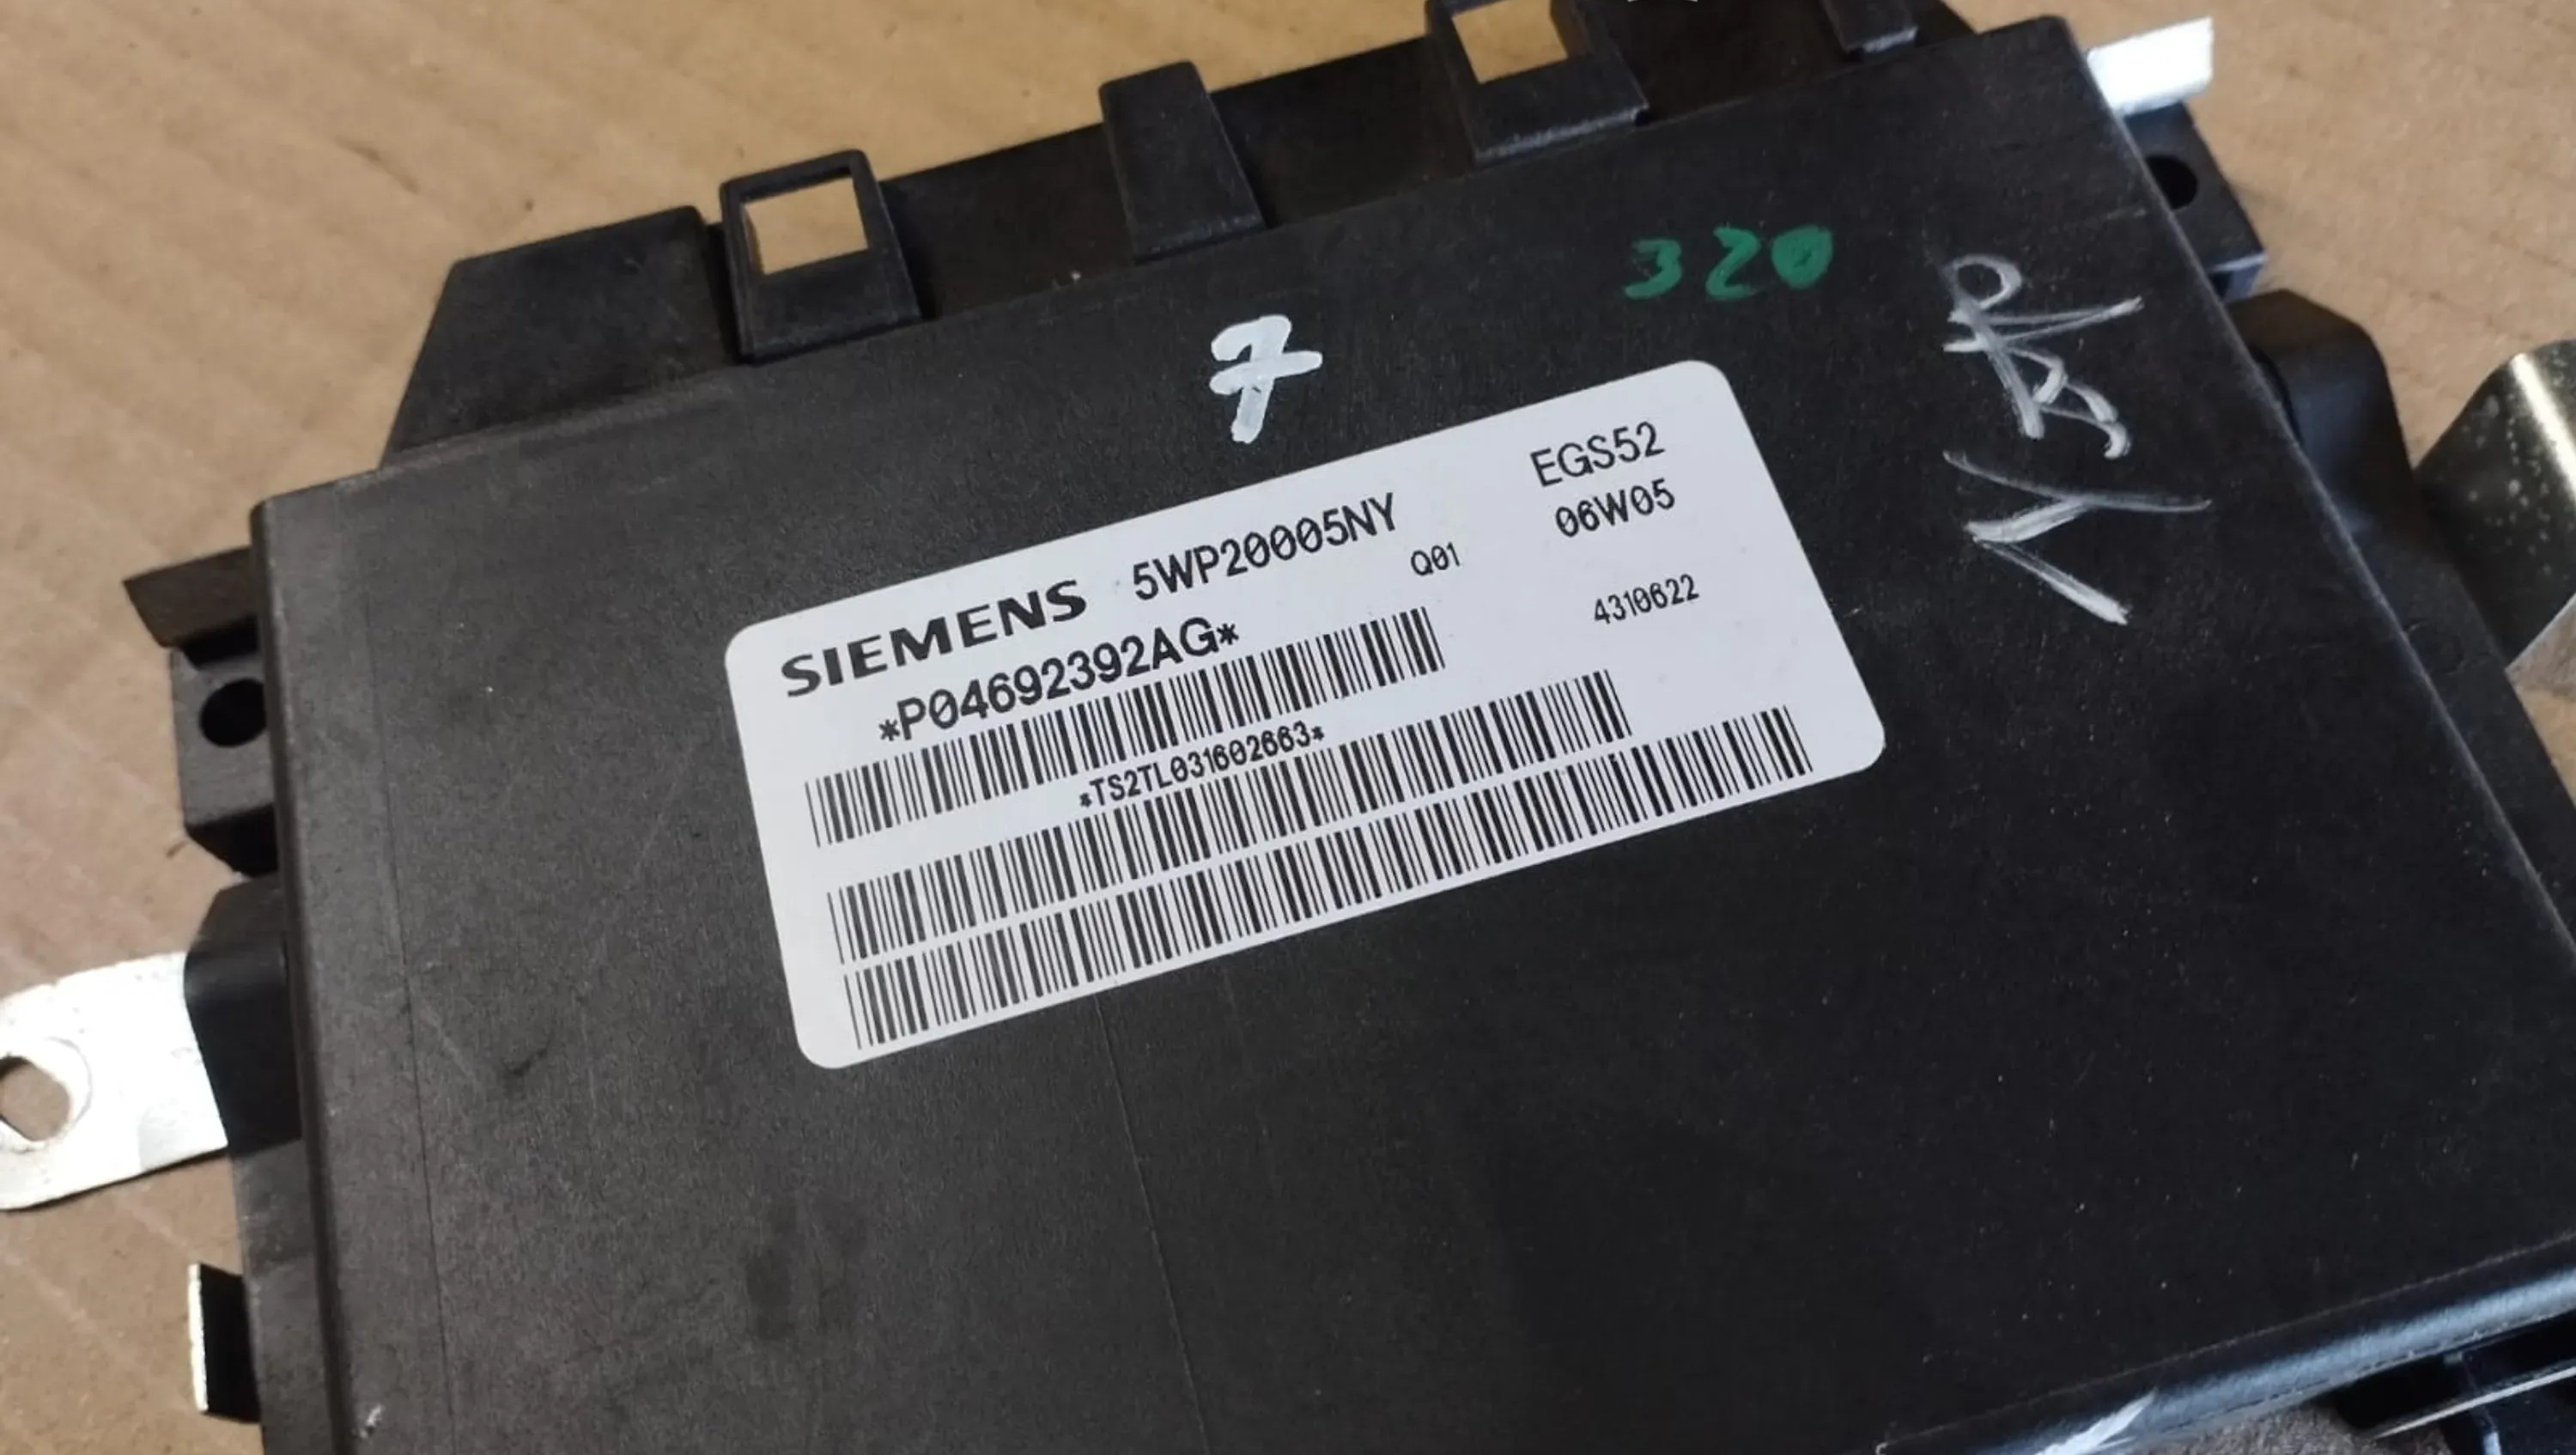 320
7
SIEMENS 5WP20005NY EGS52
Q01 06W05
*P04692392AG* 4310622
*TS2TL031602663*